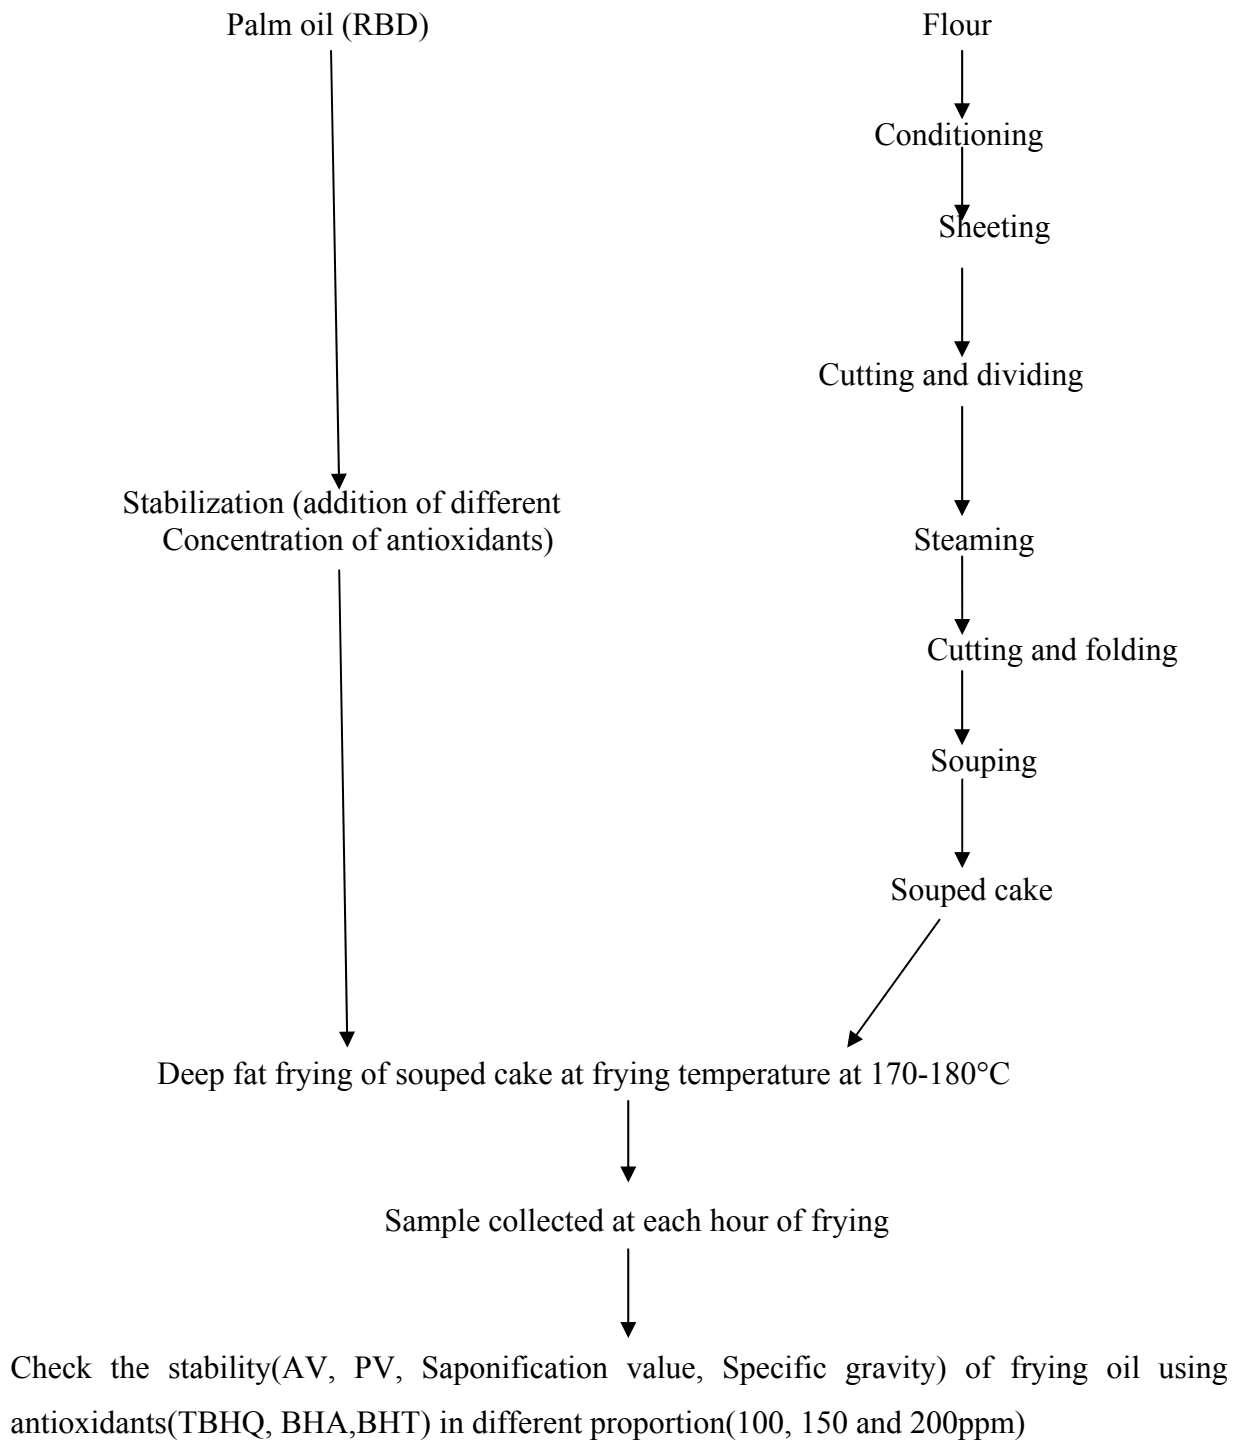 Palm oil (RBD)
Flour
Conditioning
Sheeting
Cutting and dividing
Stabilization (addition of different
Concentration of antioxidants)
Steaming
Cutting and folding
Souping
Souped cake
Deep fat frying of souped cake at frying temperature at 170-180°C
Sample collected at each hour of frying
Check the stability(AV, PV, Saponification value, Specific gravity) of frying oil using
antioxidants(TBHQ, BHA,BHT) in different proportion(100, 150 and 200ppm)